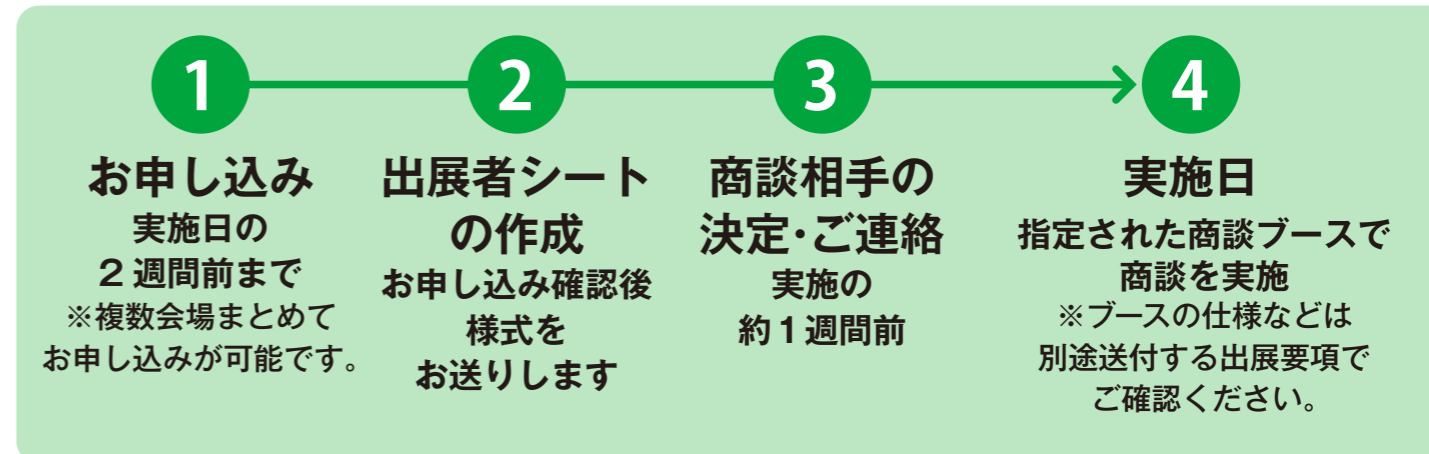 1
お申し込み
実施日の
2週間前まで
※複数会場まとめて
お申し込みが可能です。
2
出展者シート
の作成
お申し込み確認後
様式を
お送りします
3
商談相手の
決定・ご連絡
実施の
約1週間前
4
実施日
指定された商談ブースで
商談を実施
※ブースの仕様などは
別途送付する出展要項で
ご確認ください。